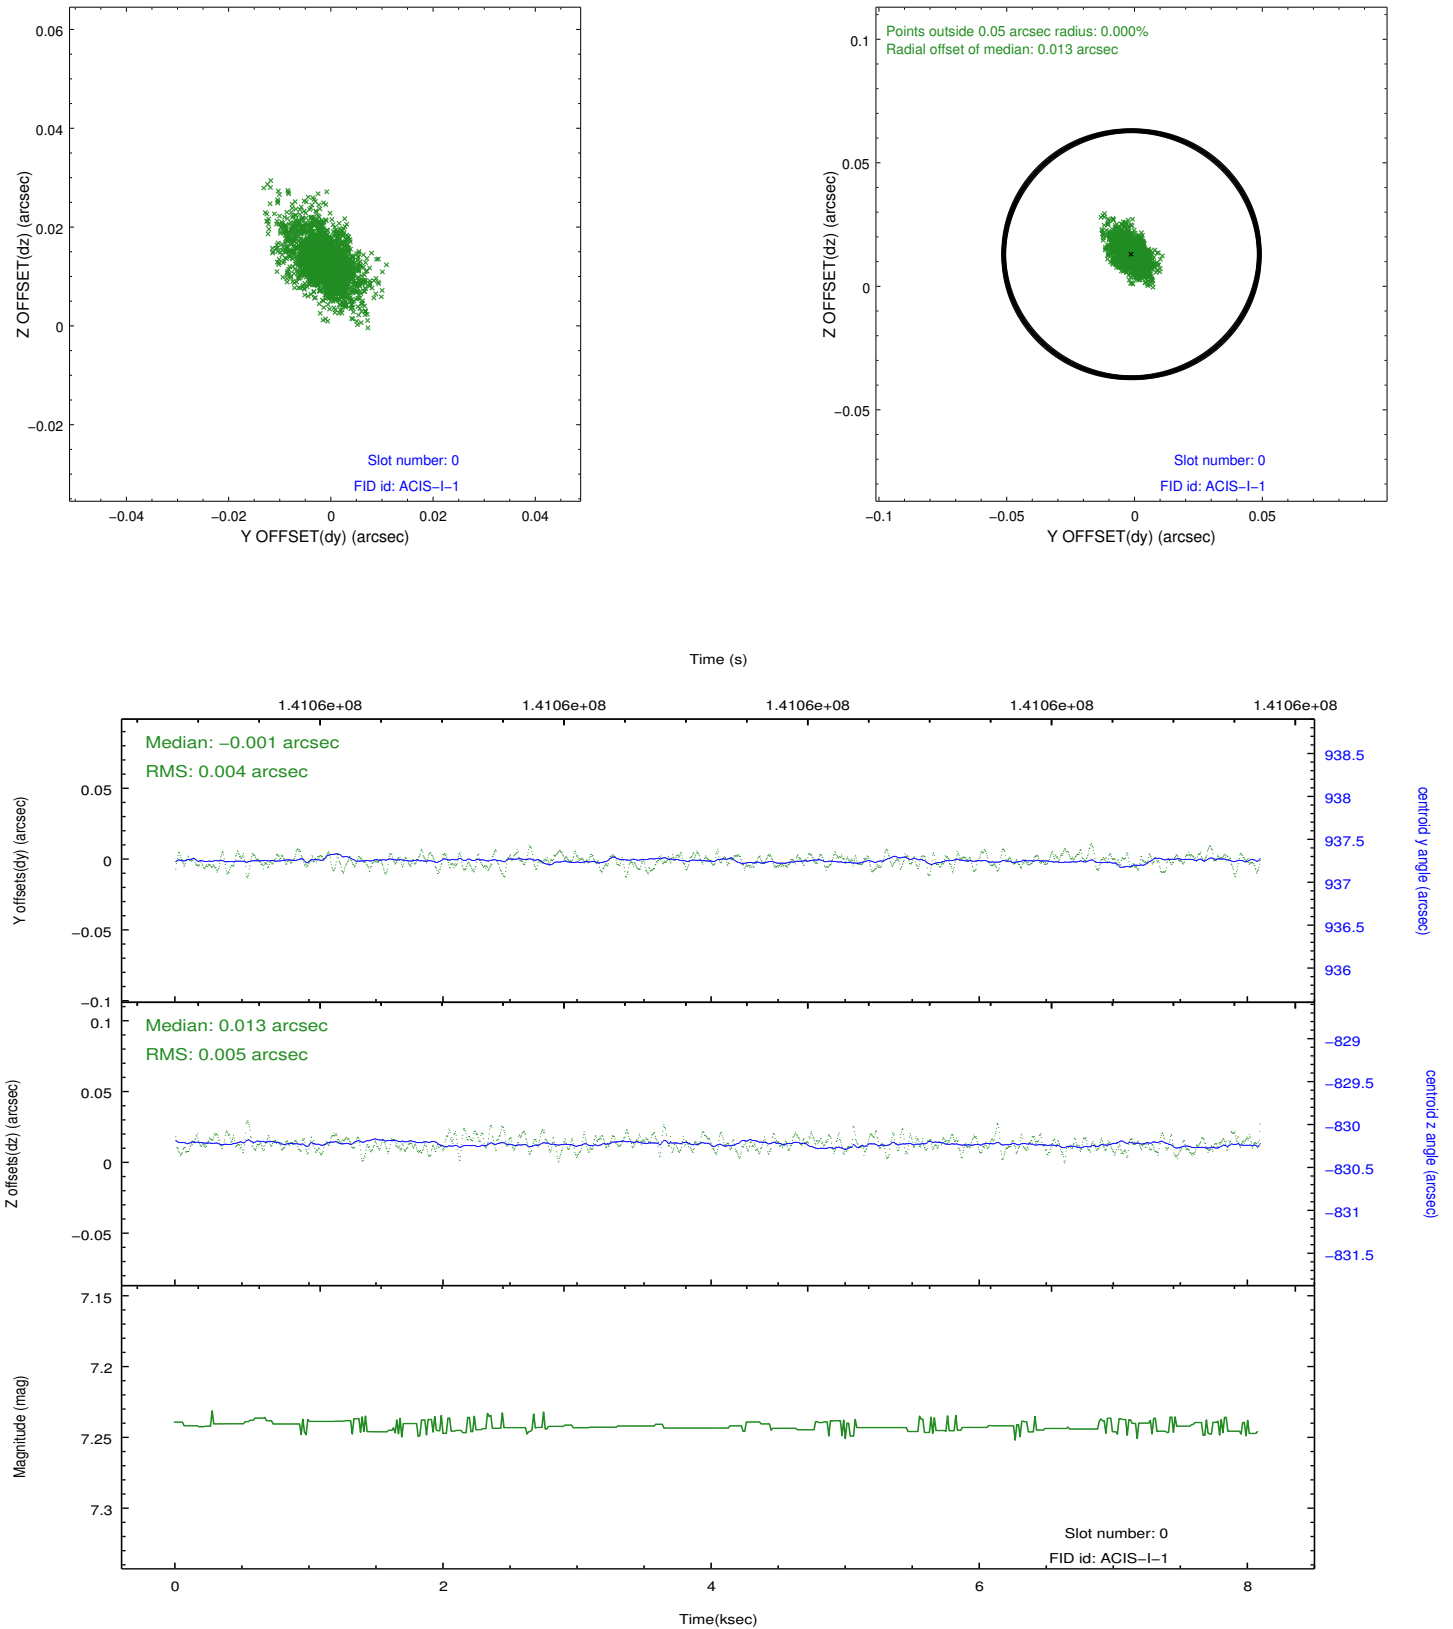 0.06
0.04
0.02
0
−0.02
Z OFFSET(dz) (arcsec)
Slot number: 0
FID id: ACIS−I−1
−0.04
−0.02
0
0.02
0.04
Y OFFSET(dy) (arcsec)
Points outside 0.05 arcsec radius: 0.000%
Radial offset of median: 0.013 arcsec
0.1
0.05
0
−0.05
Z OFFSET(dz) (arcsec)
Slot number: 0
FID id: ACIS−I−1
−0.1
−0.05
0
0.05
Y OFFSET(dy) (arcsec)
Time (s)
1.4106e+08
1.4106e+08
1.4106e+08
1.4106e+08
1.4106e+08
Median: −0.001 arcsec
RMS: 0.004 arcsec
0.05
0
−0.05
−0.1
Y offsets(dy) (arcsec)
938.5
938
937.5
937
936.5
936
centroid y angle (arcsec)
Median: 0.013 arcsec
RMS: 0.005 arcsec
0.1
0.05
0
−0.05
Z offsets(dz) (arcsec)
−829
−829.5
−830
−830.5
−831
−831.5
centroid z angle (arcsec)
7.15
7.2
7.25
7.3
Magnitude (mag)
Slot number: 0
FID id: ACIS−I−1
0
2
4
6
8
Time(ksec)